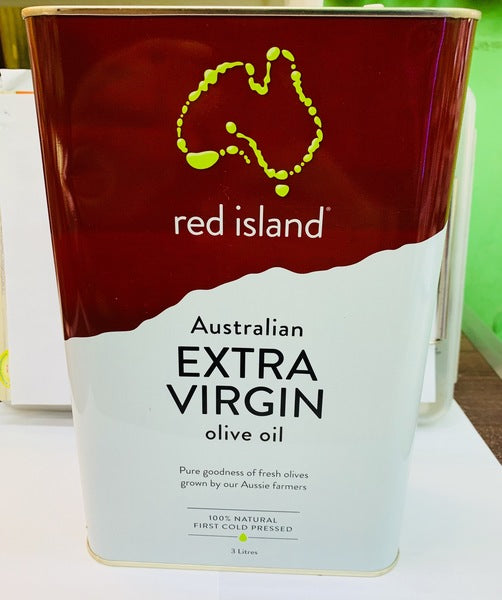 red island®
Australian
EXTRA
VIRGIN
olive oil
Pure goodness of fresh olives
grown by our Aussie farmers
100% NATURAL
FIRST COLD PRESSED
3 Litres